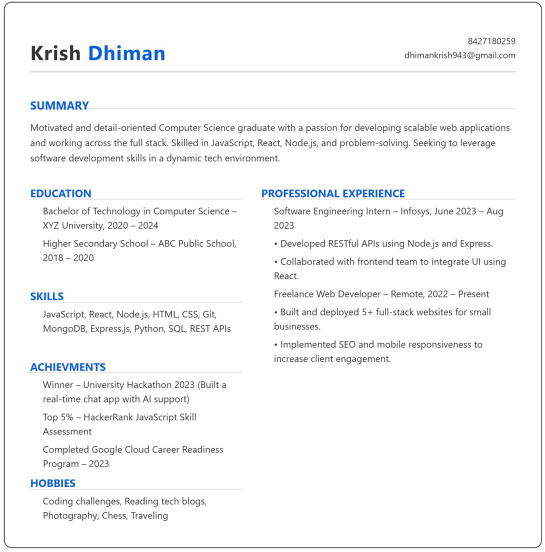 Krish Dhiman
8427180259
dhimankrish943@gmail.com
SUMMARY
Motivated and detail-oriented Computer Science graduate with a passion for developing scalable web applications
and working across the full stack. Skilled in JavaScript, React, Node.js, and problem-solving. Seeking to leverage
software development skills in a dynamic tech environment.
EDUCATION
Bachelor of Technology in Computer Science –
XYZ University, 2020 – 2024
Higher Secondary School – ABC Public School,
2018 – 2020
SKILLS
JavaScript, React, Node.js, HTML, CSS, Git,
MongoDB, Express.js, Python, SQL, REST APIs
ACHIEVMENTS
Winner – University Hackathon 2023 (Built a
real-time chat app with AI support)
Top 5% – HackerRank JavaScript Skill
Assessment
Completed Google Cloud Career Readiness
Program – 2023
HOBBIES
Coding challenges, Reading tech blogs,
Photography, Chess, Traveling
PROFESSIONAL EXPERIENCE
Software Engineering Intern – Infosys, June 2023 – Aug
2023
• Developed RESTful APIs using Node.js and Express.
• Collaborated with frontend team to integrate UI using
React.
Freelance Web Developer – Remote, 2022 – Present
• Built and deployed 5+ full-stack websites for small
businesses.
• Implemented SEO and mobile responsiveness to
increase client engagement.